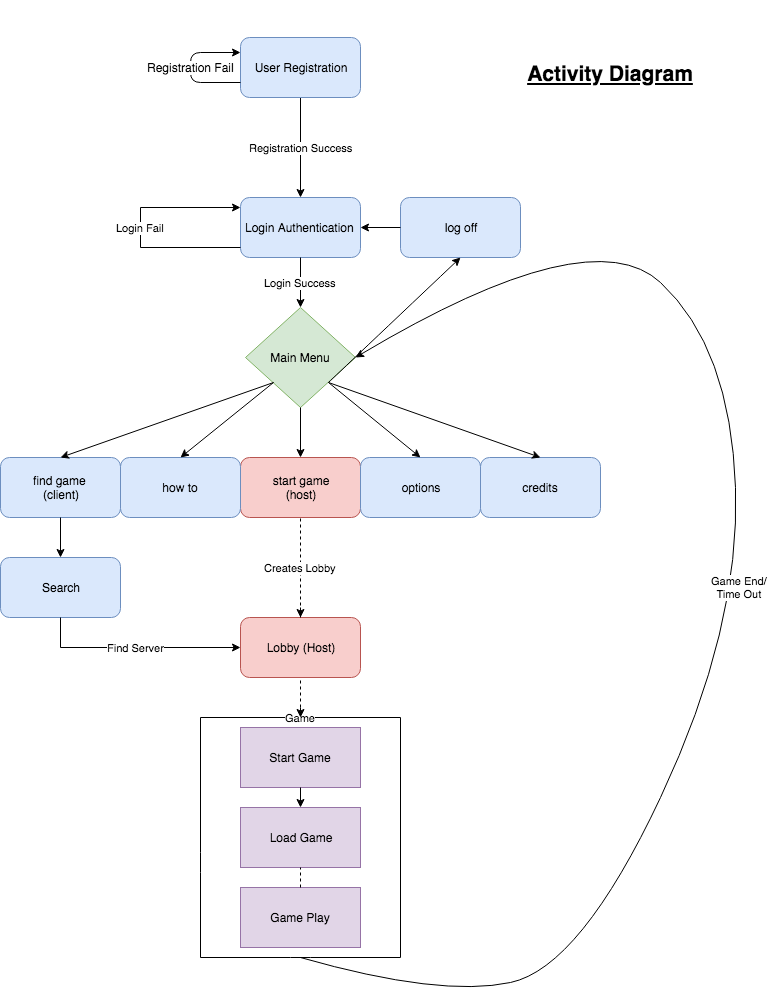 Activity Diagram
User Registration
Registration Fail
Registration Success
Login Authentication
log off
Login Fail
Login Success
Main Menu
find game
(client)
how to
start game
(host)
options
credits
Creates Lobby
Search
Game End/
Time Out
Find Server
Lobby (Host)
Game
Start Game
Load Game
Game Play